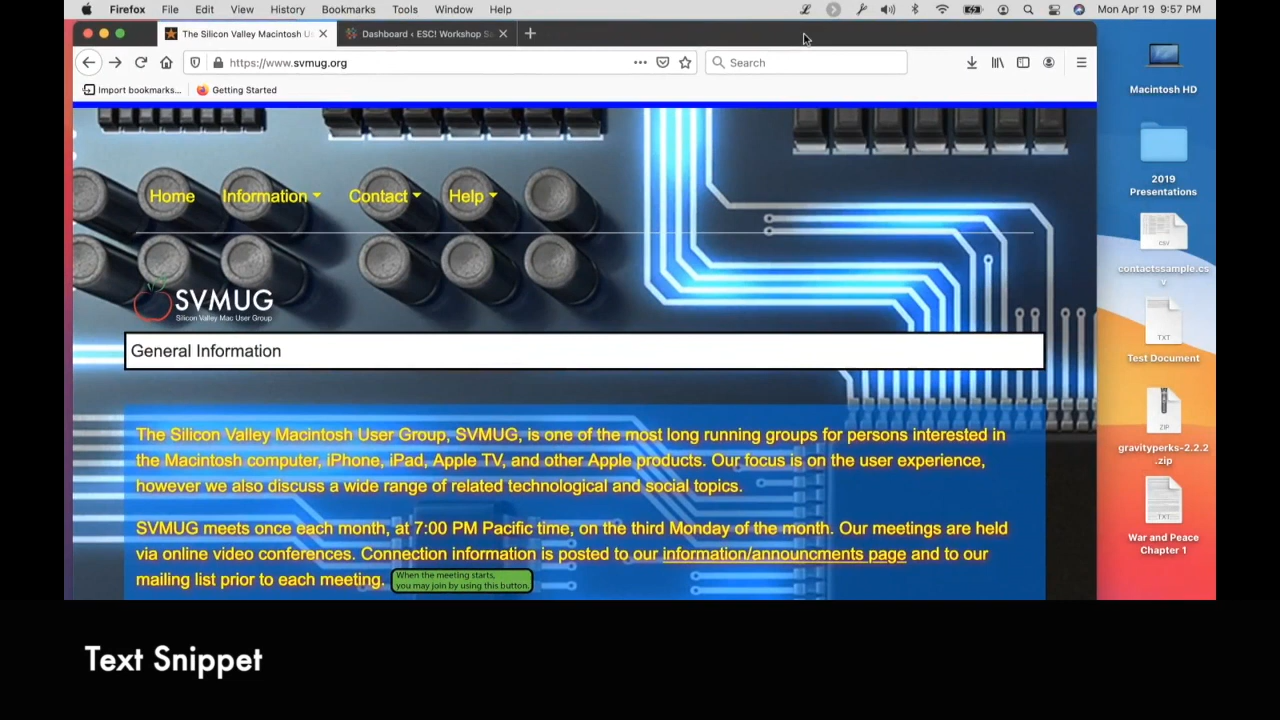 Firefox File Edit View History Bookmarks Tools Window Help Mon Apr 19 9:57 PM
The Silicon Valley Macintosh Us
Dashboard ‹ ESC! Workshop
https://www.svmug.org
Search
Import bookmarks...
Getting Started
Home Information Contact Help
SVMUG
Silicon Valley Mac User Group
General Information
The Silicon Valley Macintosh User Group, SVMUG, is one of the most long running groups for persons interested in
the Macintosh computer, iPhone, iPad, Apple TV, and other Apple products. Our focus is on the user experience,
however we also discuss a wide range of related technological and social topics.
SVMUG meets once each month, at 7:00 PM Pacific time, on the third Monday of the month. Our meetings are held
via online video conferences. Connection information is posted to our information/announcments page and to our
mailing list prior to each meeting.
When the meeting starts,
you may join by using this button.
Macintosh HD
2019
Presentations
CSV
contactssample.cs
v
TXT
Test Document
ZIP
gravityperks-2.2.2
.zip
TXT
War and Peace
Chapter 1
Text Snippet